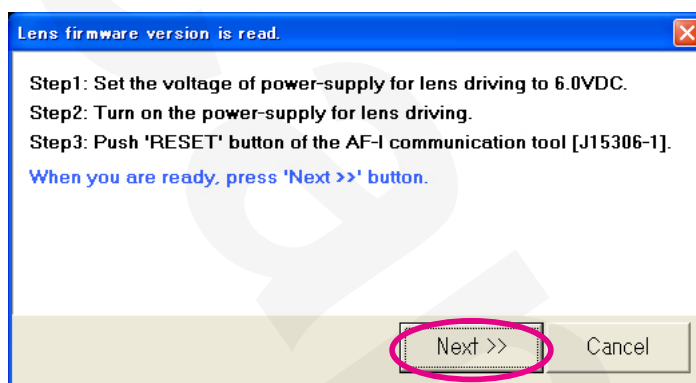 Lens firmware version is read.
Step1: Set the voltage of power-supply for lens driving to 6.0VDC.
Step2: Turn on the power-supply for lens driving.
Step3: Push 'RESET' button of the AF-I communication tool [J15306-1].
When you are ready, press 'Next >>' button.
Next >> Cancel